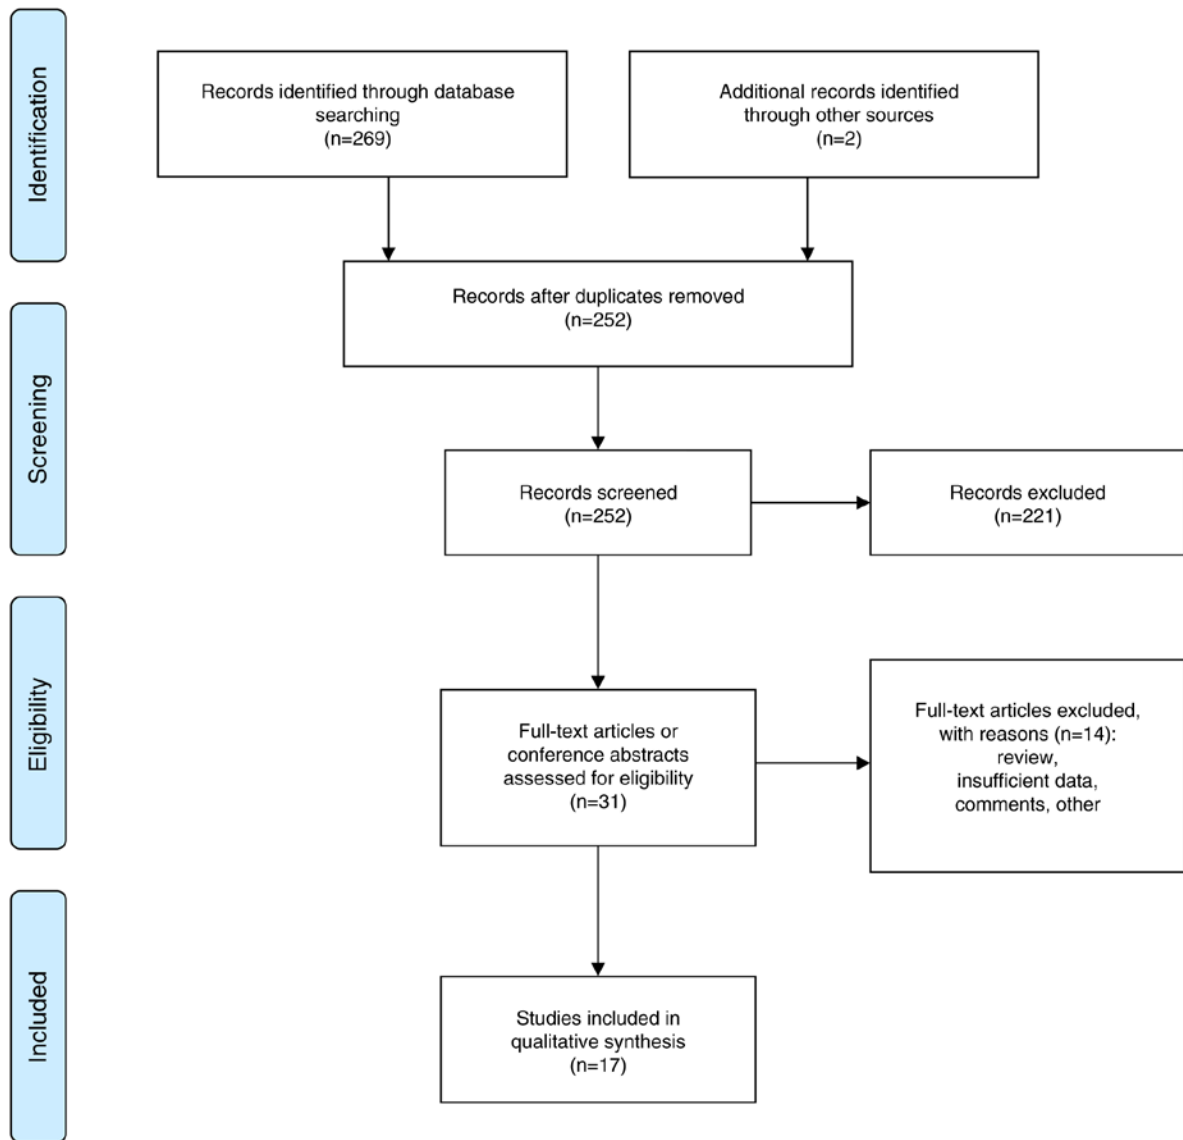 Identification
Records identified through database
searching
(n=269)
Additional records identified
through other sources
(n=2)
Records after duplicates removed
(n=252)
Screening
Records screened
(n=252)
Records excluded
(n=221)
Eligibility
Full-text articles or
conference abstracts
assessed for eligibility
(n=31)
Full-text articles excluded,
with reasons (n=14):
review,
insufficient data,
comments, other
Included
Studies included in
qualitative synthesis
(n=17)